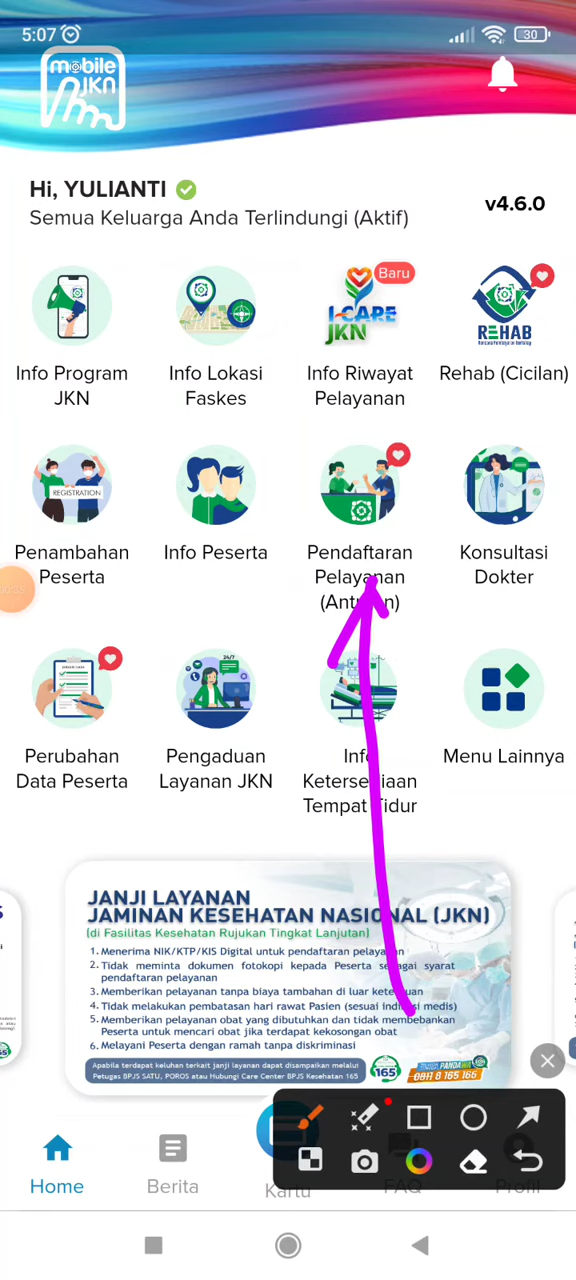 5:07
30
mobile
JKN
Hi, YULIANTI
v4.6.0
Semua Keluarga Anda Terlindungi (Aktif)
Baru
I-CARE
JKN
REHAB
Info Program
JKN
Info Lokasi
Faskes
Info Riwayat
Pelayanan
Rehab (Cicilan)
REGISTRATION
Penambahan
Peserta
Info Peserta
Pendaftaran
Pelayanan
(Antrean)
Konsultasi
Dokter
24/7
Perubahan
Data Peserta
Pengaduan
Layanan JKN
Info
Ketersediaan
Tempat Tidur
Menu Lainnya
JANJI LAYANAN
JAMINAN KESEHATAN NASIONAL (JKN)
(di Fasilitas Kesehatan Rujukan Tingkat Lanjutan)
1. Menerima NIK/KTP/KIS Digital untuk pendaftaran pelayanan
2. Tidak meminta dokumen fotokopi kepada Peserta sebagai syarat
pendaftaran pelayanan
3. Memberikan pelayanan tanpa biaya tambahan di luar ketentuan
4. Tidak melakukan pembatasan hari rawat Pasien (sesuai indikasi medis)
5. Memberikan pelayanan obat yang dibutuhkan dan tidak membebankan
Peserta untuk mencari obat jika terdapat kekosongan obat
6. Melayani Peserta dengan ramah tanpa diskriminasi
Apabila terdapat keluhan terkait janji layanan dapat disampaikan melalui
Petugas BPJS SATU, POROS atau Hubungi Care Center BPJS Kesehatan 165
165
PANDAWA
0811 8 165 165
Home
Berita
Kartu
FAQ
Profil